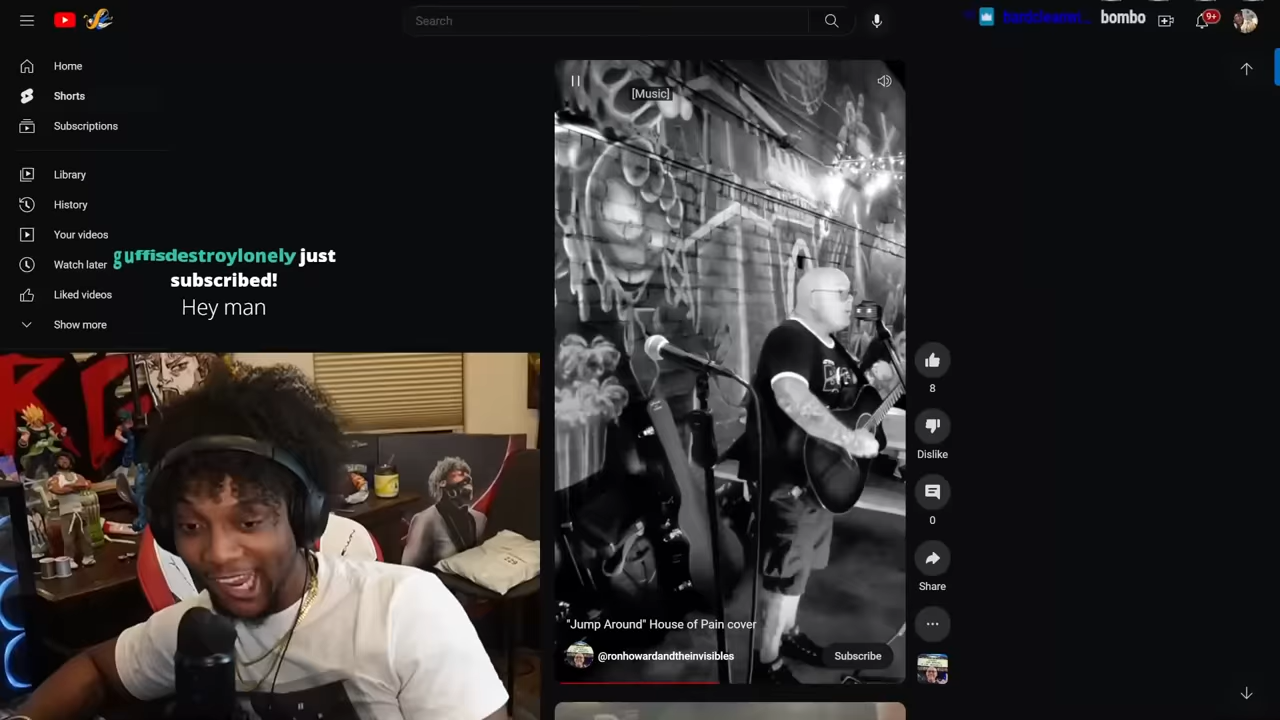 Search
bombo
9+
Home
Shorts
Subscriptions
Library
History
Your videos
Watch later
Liked videos
Show more
guffisdestroylonely just
subscribed!
Hey man
[Music]
8
Dislike
0
Share
"Jump Around" House of Pain cover
@ronhowardandtheinvisibles
Subscribe